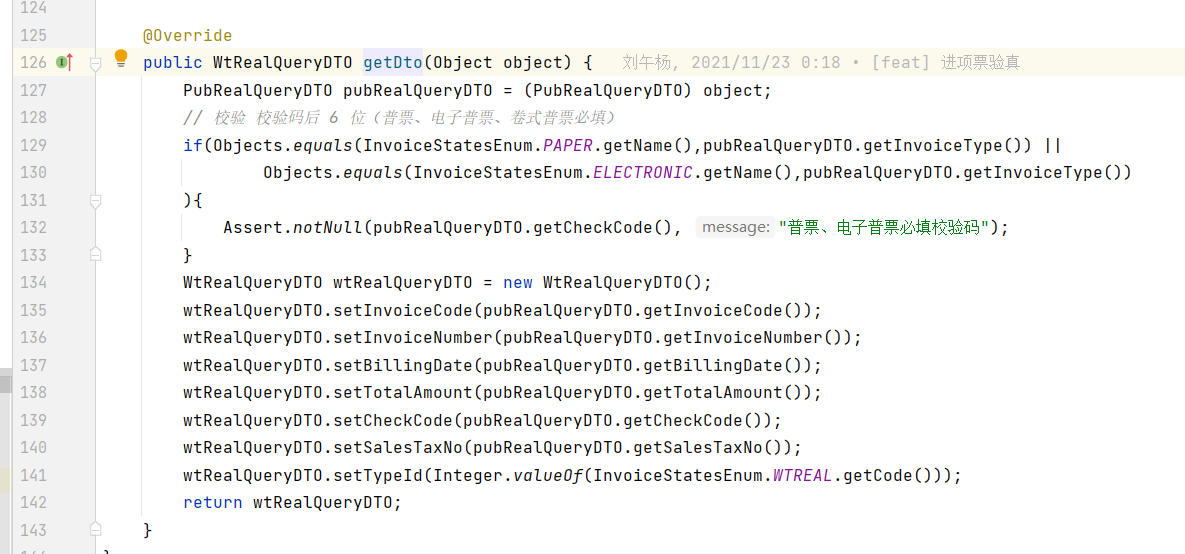 124
125 @Override
126 public WtRealQueryDTO getDto(Object object) { 刘午杨, 2021/11/23 0:18 • [feat] 进项票验真
127 PubRealQueryDTO pubRealQueryDTO = (PubRealQueryDTO) object;
128 // 校验 校验码后 6 位（普票、电子普票、卷式普票必填）
129 if(Objects.equals(InvoiceStatesEnum.PAPER.getName(),pubRealQueryDTO.getInvoiceType()) ||
130 Objects.equals(InvoiceStatesEnum.ELECTRONIC.getName(),pubRealQueryDTO.getInvoiceType())
131 ){
132 Assert.notNull(pubRealQueryDTO.getCheckCode(), message: "普票、电子普票必填校验码");
133 }
134 WtRealQueryDTO wtRealQueryDTO = new WtRealQueryDTO();
135 wtRealQueryDTO.setInvoiceCode(pubRealQueryDTO.getInvoiceCode());
136 wtRealQueryDTO.setInvoiceNumber(pubRealQueryDTO.getInvoiceNumber());
137 wtRealQueryDTO.setBillingDate(pubRealQueryDTO.getBillingDate());
138 wtRealQueryDTO.setTotalAmount(pubRealQueryDTO.getTotalAmount());
139 wtRealQueryDTO.setCheckCode(pubRealQueryDTO.getCheckCode());
140 wtRealQueryDTO.setSalesTaxNo(pubRealQueryDTO.getSalesTaxNo());
141 wtRealQueryDTO.setTypeId(Integer.valueOf(InvoiceStatesEnum.WTREAL.getCode()));
142 return wtRealQueryDTO;
143 }